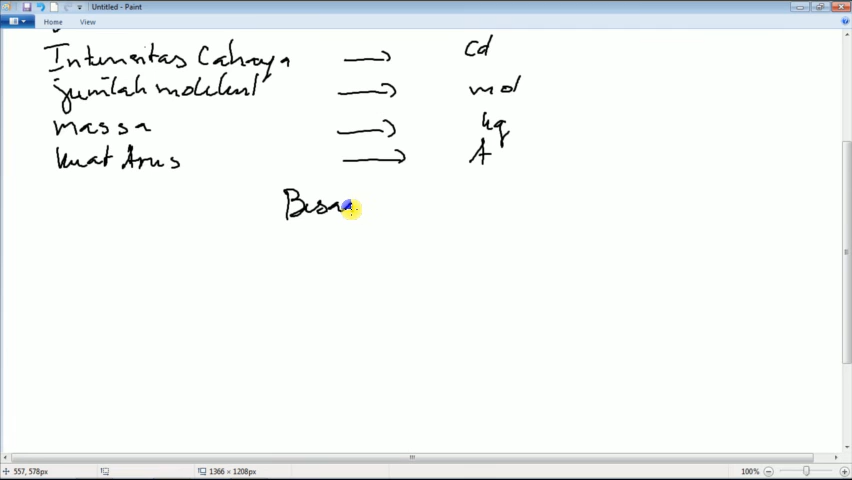 Untitled - Paint
Home View
Intensitas Cahaya → cd
jumlah molekul → mol
massa → kg
kuat Arus → A
Besa
557, 578px 1366 × 1208px 100%